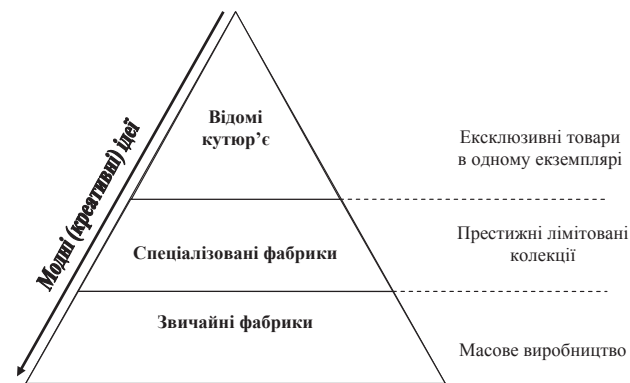 Відомі
кутюр’є
Ексклюзивні товари
в одному екземплярі
Модні (креативні) ідеї
Спеціалізовані фабрики
Престижні лімітовані
колекції
Звичайні фабрики
Масове виробництво